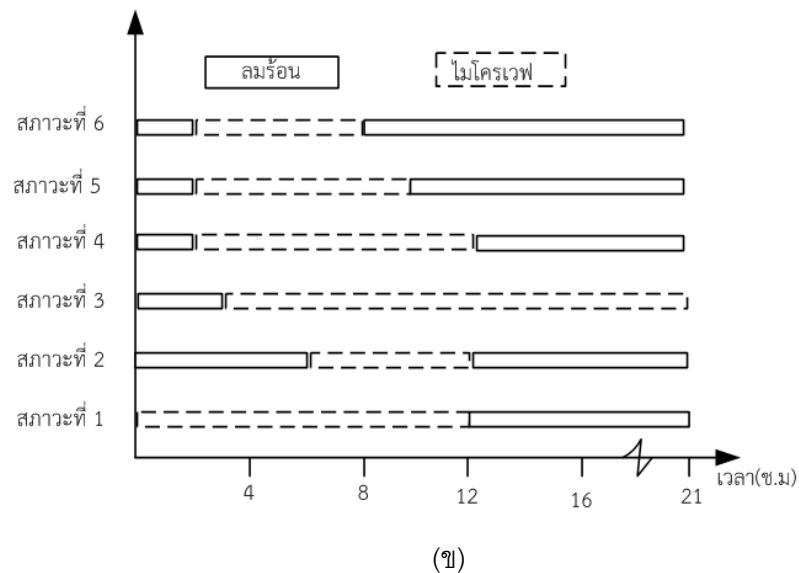 ลมร้อน ไมโครเวฟ
สภาวะที่ 6
สภาวะที่ 5
สภาวะที่ 4
สภาวะที่ 3
สภาวะที่ 2
สภาวะที่ 1
4 8 12 16 21 เวลา(ช.ม)
(ข)